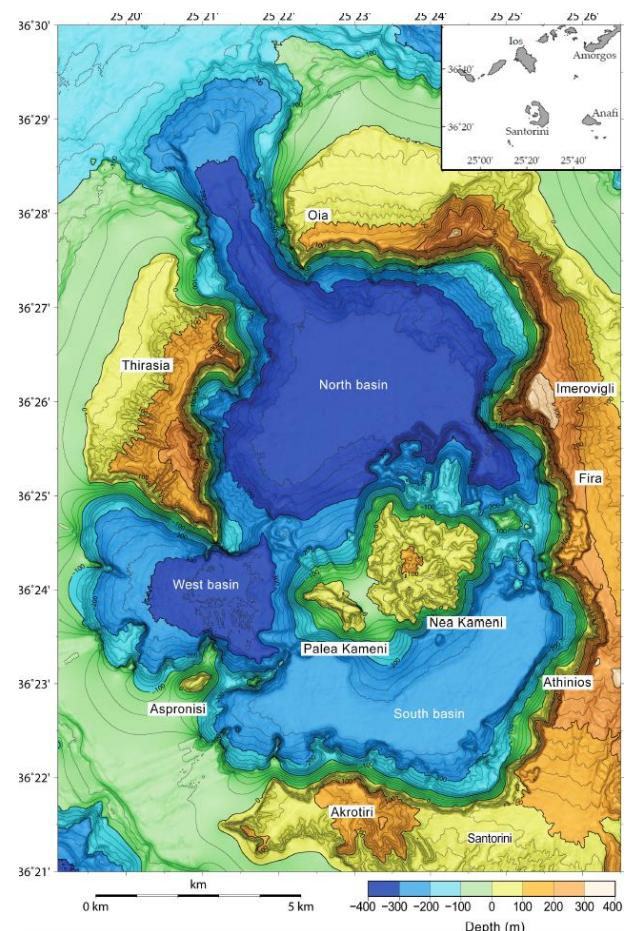 25˚20' 25˚21' 25˚22' 25˚23' 25˚24' 25˚25' 25˚26'
36˚30'
Ios
Amorgos
36˚40'
Anafi
36˚20'
Santorini
25˚00' 25˚20' 25˚40'
36˚29'
36˚28'
Oia
36˚27'
Thirasia
North basin
Imerovigli
36˚26'
Fira
36˚25'
West basin
36˚24'
Nea Kameni
Palea Kameni
36˚23'
Athinios
Aspronisi
South basin
36˚22'
Akrotiri
Santorini
36˚21'
km
0 km 5 km
−400 −300 −200 −100 0 100 200 300 400
Depth (m)